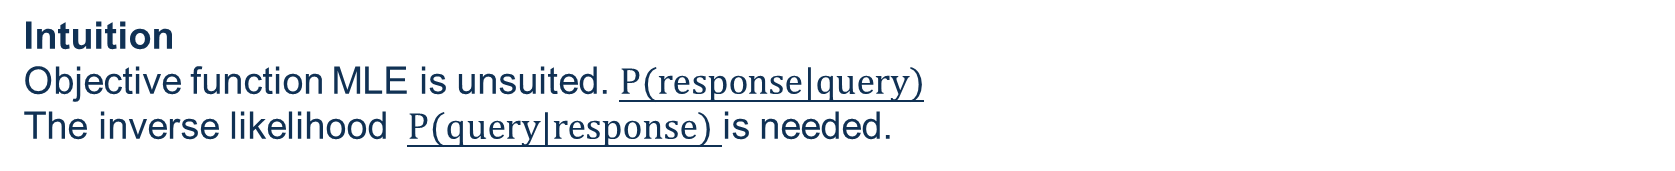 Intuition
Objective function MLE is unsuited. P(response|query)
The inverse likelihood P(query|response) is needed.